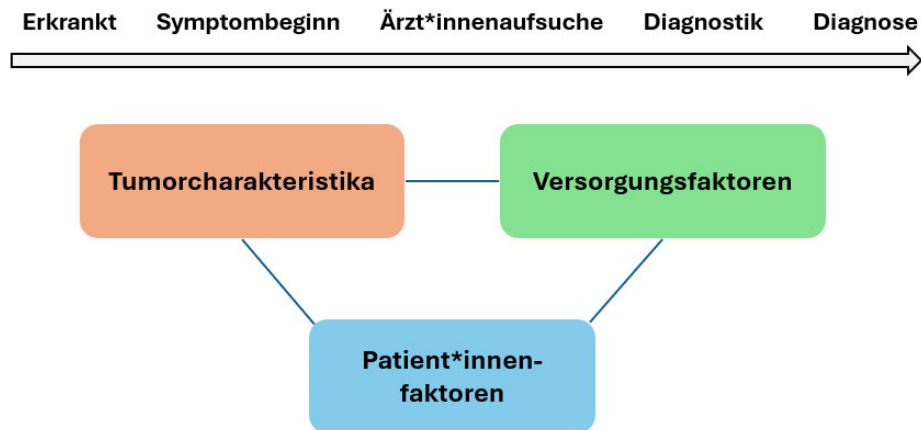 Erkrankt Symptombeginn Ärzt*innenaufsuche Diagnostik Diagnose
Tumorcharakteristika Versorgungsfaktoren
Patient*innen-
faktoren